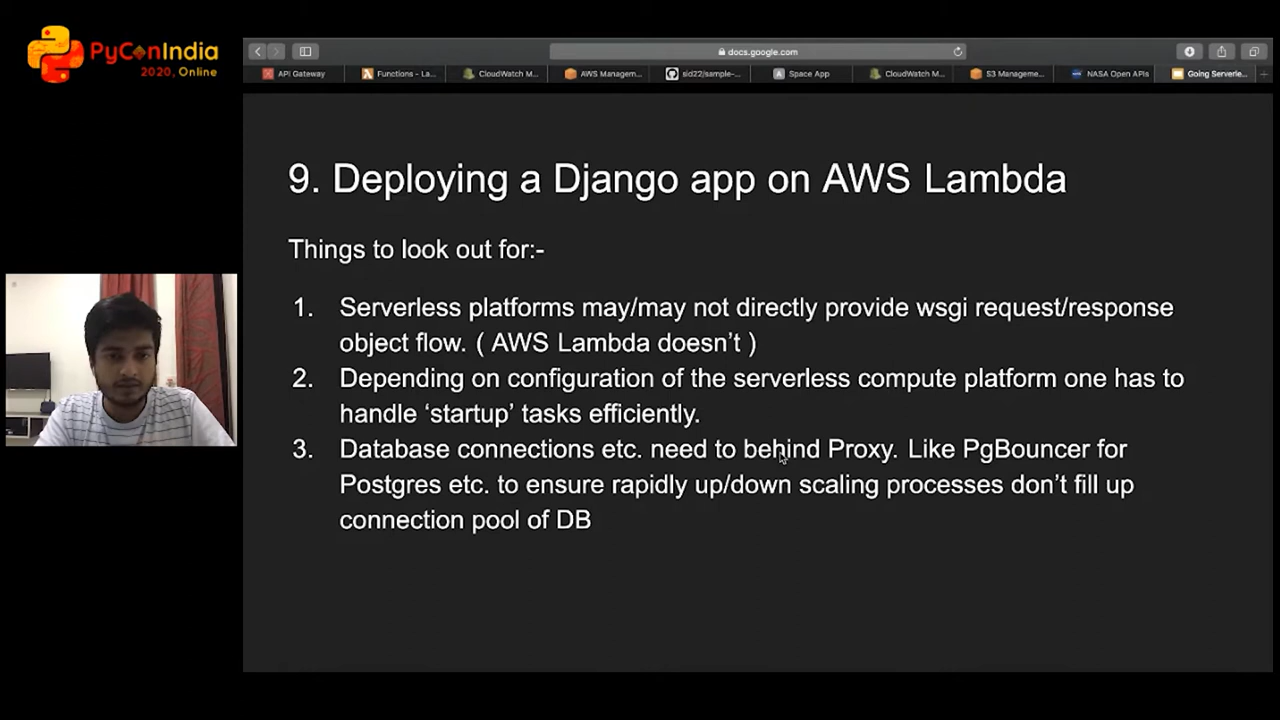 PyConIndia
2020, Online
docs.google.com
API Gateway
Functions - La...
CloudWatch M...
AWS Managem...
sid22/sample-...
Space App
CloudWatch M...
S3 Manageme...
NASA Open APIs
Going Serverle...
9. Deploying a Django app on AWS Lambda
Things to look out for:-
1. Serverless platforms may/may not directly provide wsgi request/response
object flow. ( AWS Lambda doesn't )
2. Depending on configuration of the serverless compute platform one has to
handle ‘startup’ tasks efficiently.
3. Database connections etc. need to behind Proxy. Like PgBouncer for
Postgres etc. to ensure rapidly up/down scaling processes don't fill up
connection pool of DB